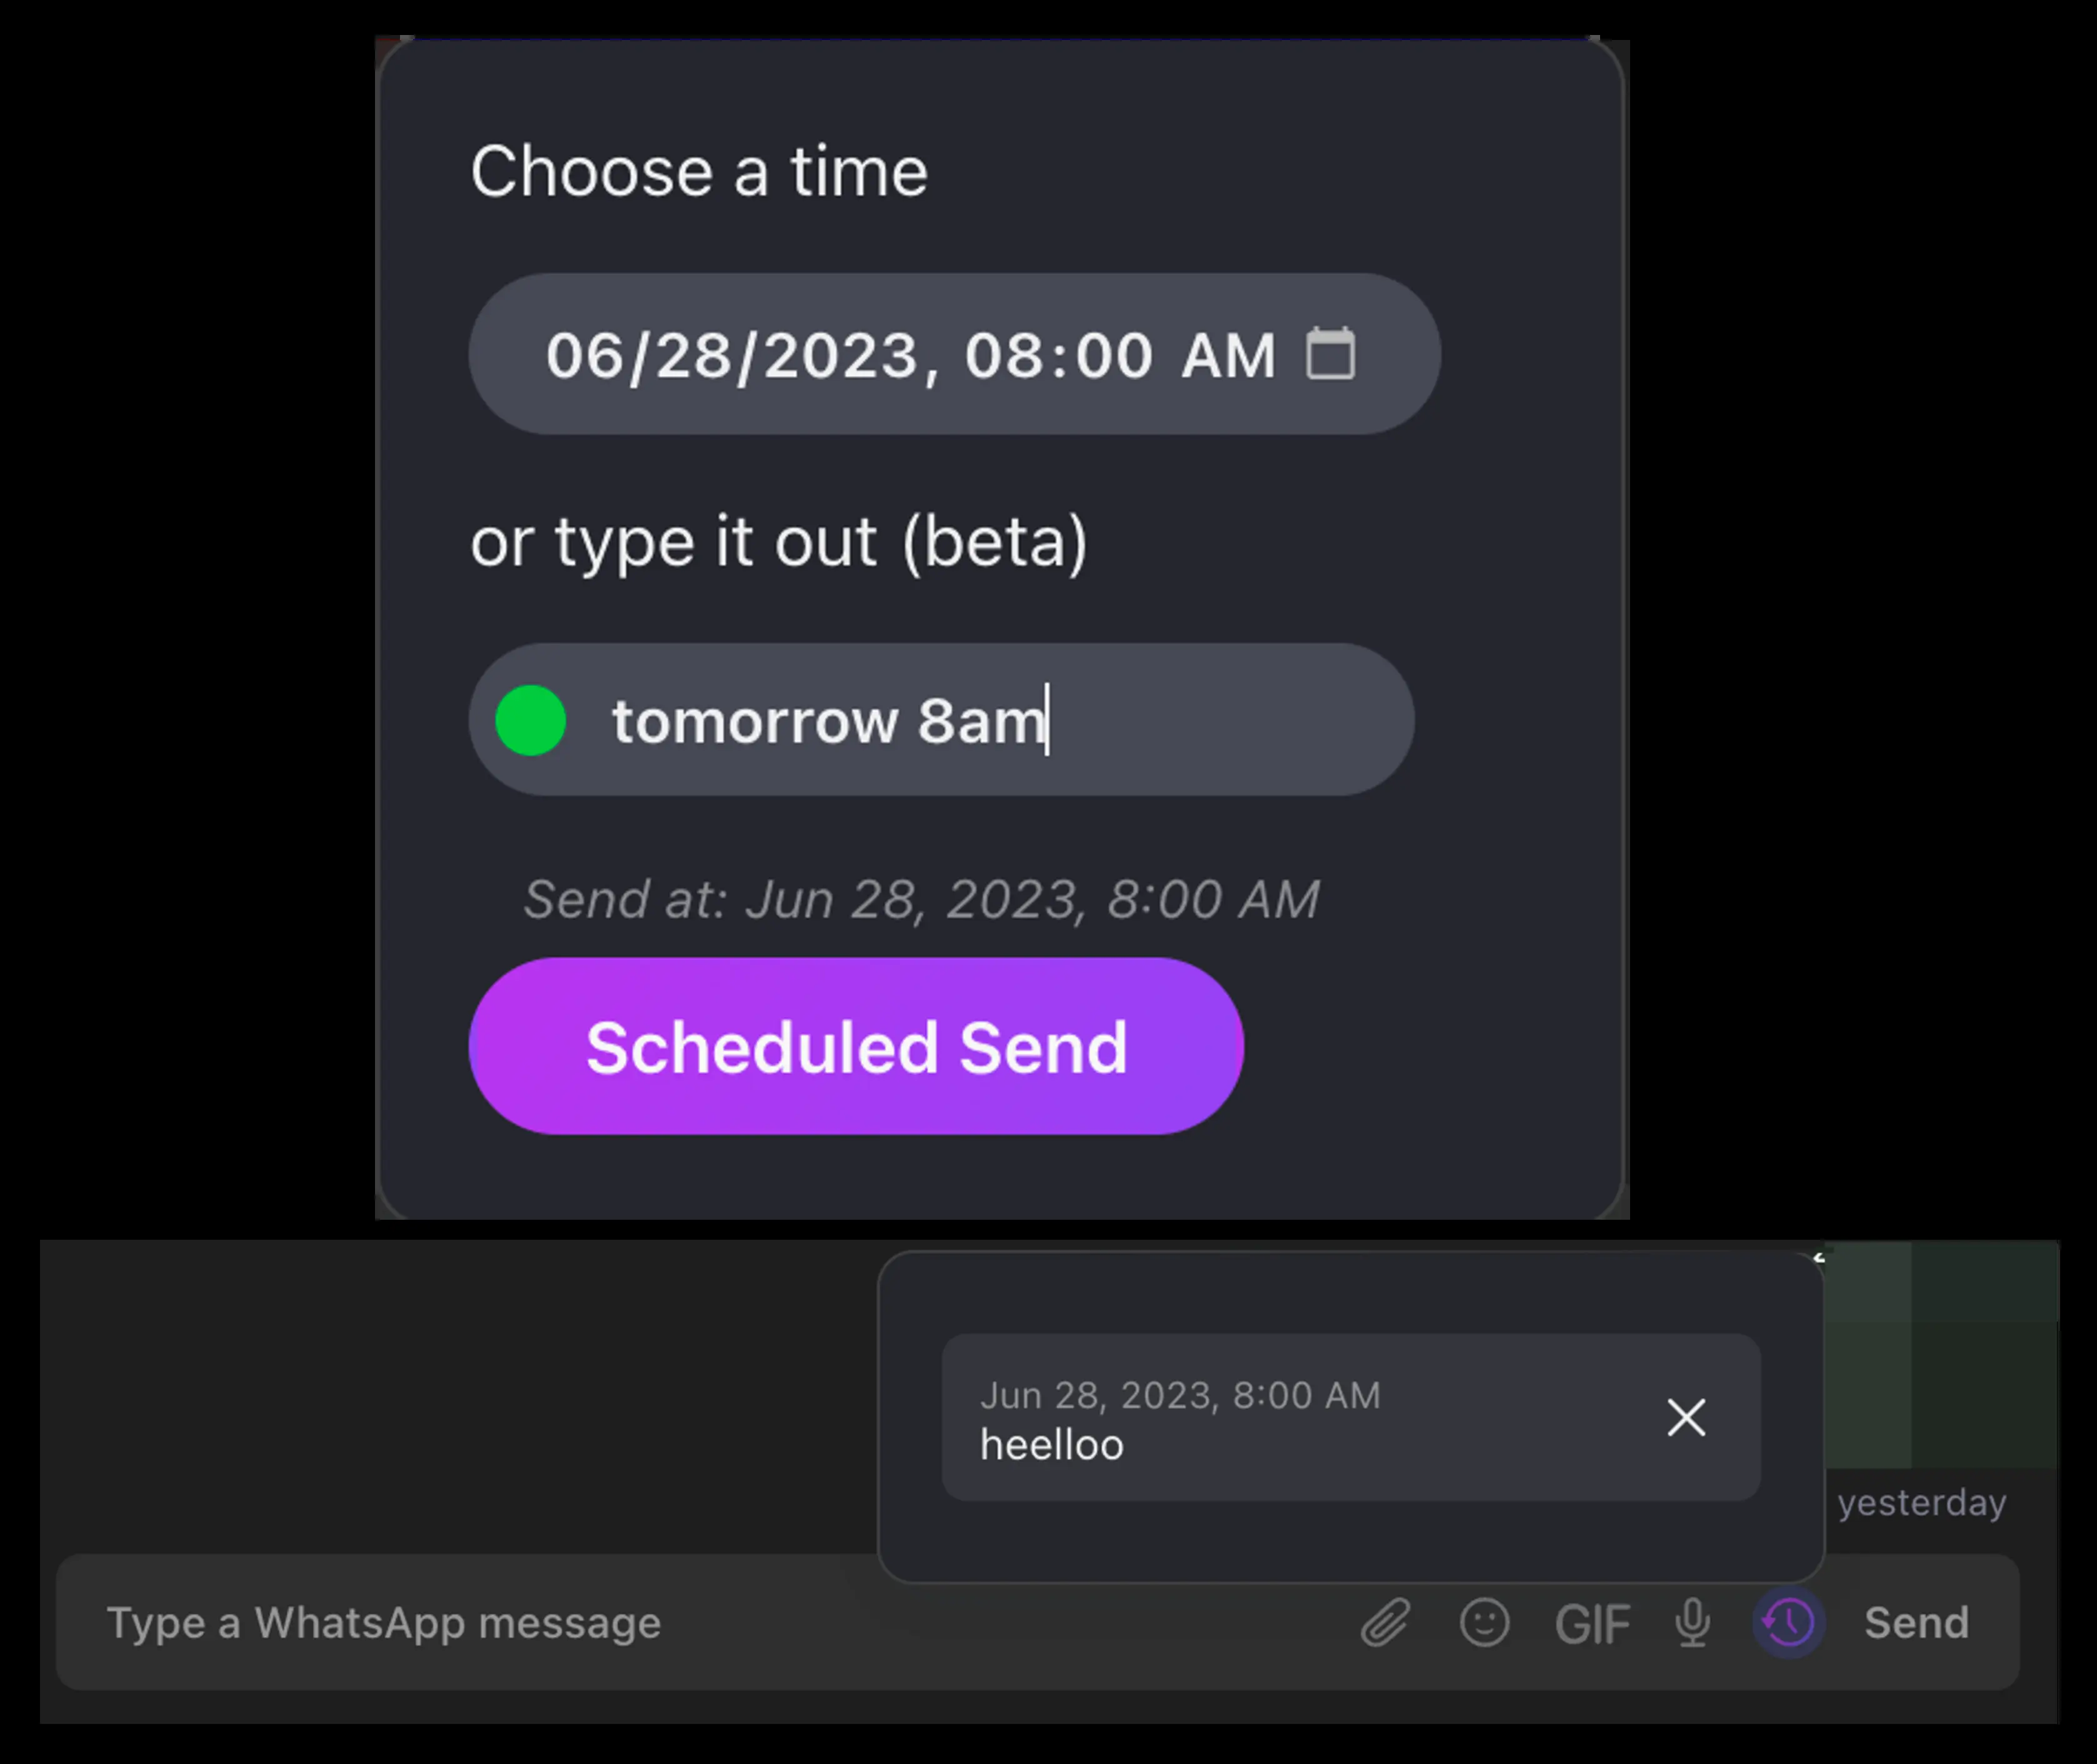 Choose a time
06/28/2023, 08:00 AM
or type it out (beta)
tomorrow 8am
Send at: Jun 28, 2023, 8:00 AM
Scheduled Send
Jun 28, 2023, 8:00 AM
heelloo
yesterday
Type a WhatsApp message
GIF
Send